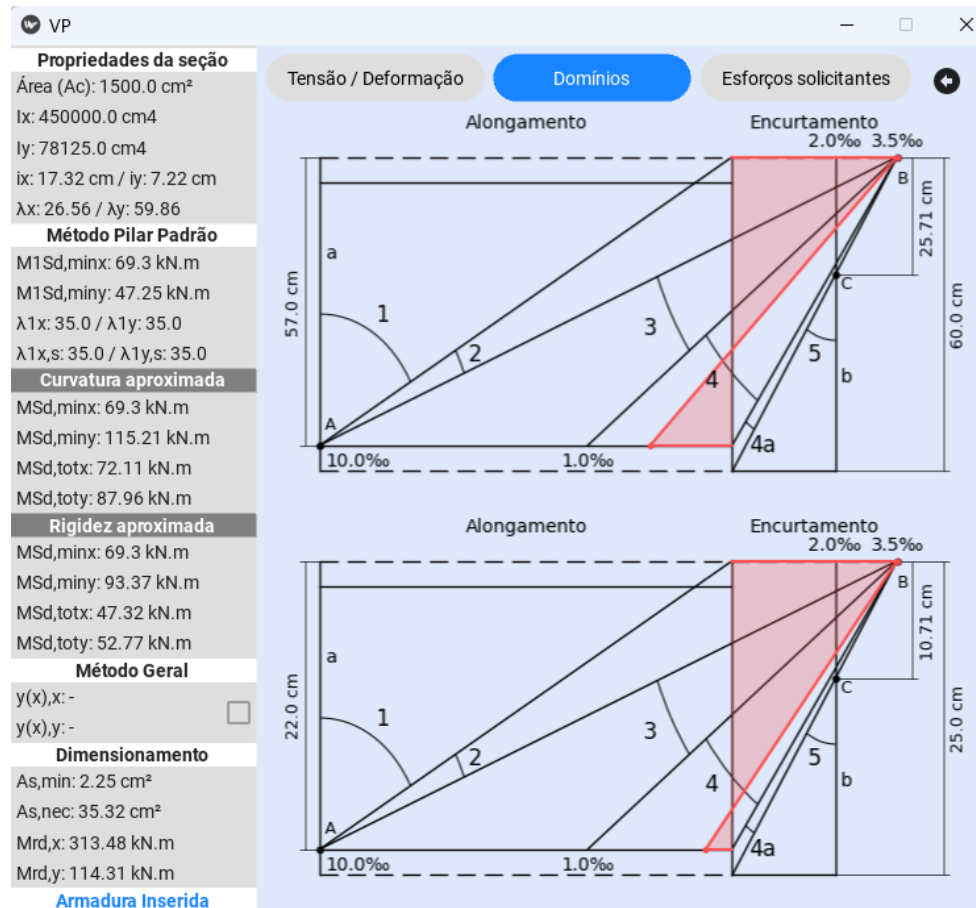 VP
Propriedades da seção
Área (Ac): 1500.0 cm²
Ix: 450000.0 cm4
Iy: 78125.0 cm4
ix: 17.32 cm / iy: 7.22 cm
λx: 26.56 / λy: 59.86
Método Pilar Padrão
M1Sd,minx: 69.3 kN.m
M1Sd,miny: 47.25 kN.m
λ1x: 35.0 / λ1y: 35.0
λ1x,s: 35.0 / λ1y,s: 35.0
Curvatura aproximada
MSd,minx: 69.3 kN.m
MSd,miny: 115.21 kN.m
MSd,totx: 72.11 kN.m
MSd,toty: 87.96 kN.m
Rigidez aproximada
MSd,minx: 69.3 kN.m
MSd,miny: 93.37 kN.m
MSd,totx: 47.32 kN.m
MSd,toty: 52.77 kN.m
Método Geral
y(x),x: -
y(x),y: -
Dimensionamento
As,min: 2.25 cm²
As,nec: 35.32 cm²
Mrd,x: 313.48 kN.m
Mrd,y: 114.31 kN.m
Armadura Inserida
Tensão / Deformação
Domínios
Esforços solicitantes
Alongamento
Encurtamento
2.0‰ 3.5‰
B
25.71 cm
a
C
57.0 cm
1
3
60.0 cm
2
5
4
b
A
4a
10.0‰
1.0‰
Alongamento
Encurtamento
2.0‰ 3.5‰
B
10.71 cm
a
C
22.0 cm
1
3
25.0 cm
2
5
4
b
A
4a
10.0‰
1.0‰